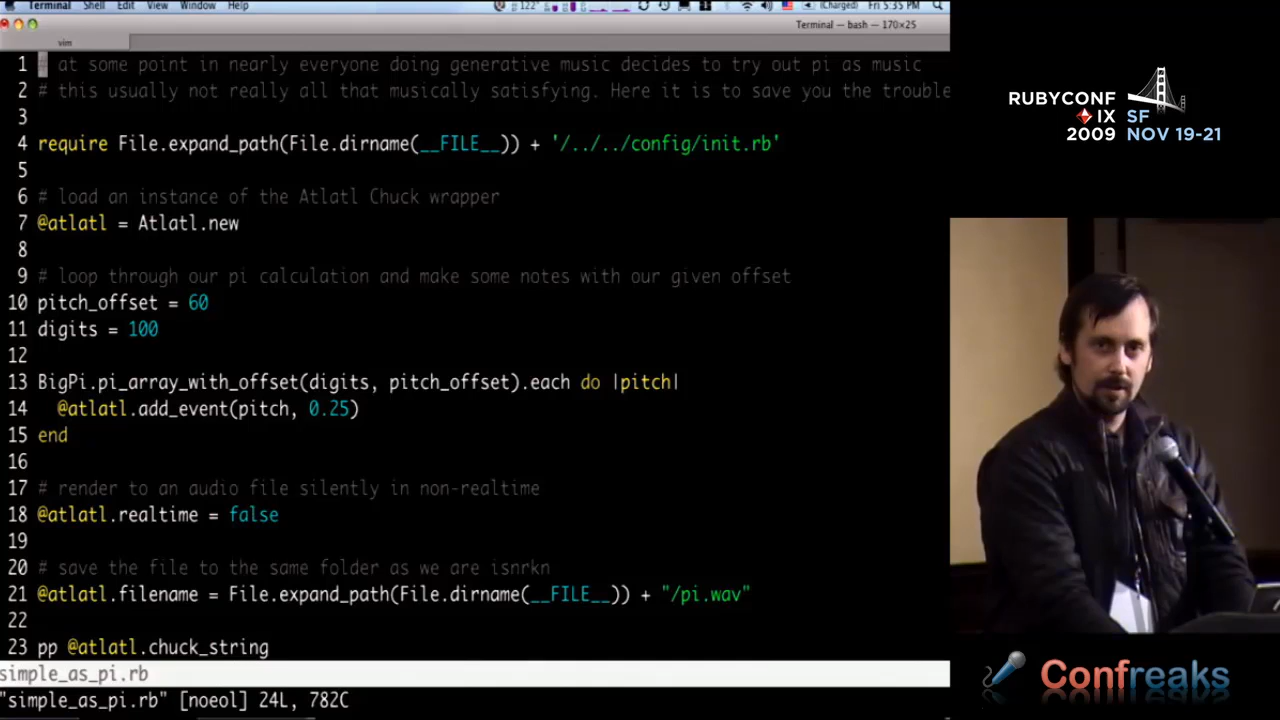 Terminal Shell Edit View Window Help 122° (Charged) Fri 5:35 PM
Terminal — bash — 170×25
vim
1 # at some point in nearly everyone doing generative music decides to try out pi as music
2 # this usually not really all that musically satisfying. Here it is to save you the trouble
3
4 require File.expand_path(File.dirname(__FILE__)) + '/../../config/init.rb'
5
6 # load an instance of the Atlatl Chuck wrapper
7 @atlatl = Atlatl.new
8
9 # loop through our pi calculation and make some notes with our given offset
10 pitch_offset = 60
11 digits = 100
12
13 BigPi.pi_array_with_offset(digits, pitch_offset).each do |pitch|
14 @atlatl.add_event(pitch, 0.25)
15 end
16
17 # render to an audio file silently in non-realtime
18 @atlatl.realtime = false
19
20 # save the file to the same folder as we are isnrkn
21 @atlatl.filename = File.expand_path(File.dirname(__FILE__)) + "/pi.wav"
22
23 pp @atlatl.chuck_string
simple_as_pi.rb
"simple_as_pi.rb" [noeol] 24L, 782C
RUBYCONF
IX SF
2009 NOV 19-21
Confreaks